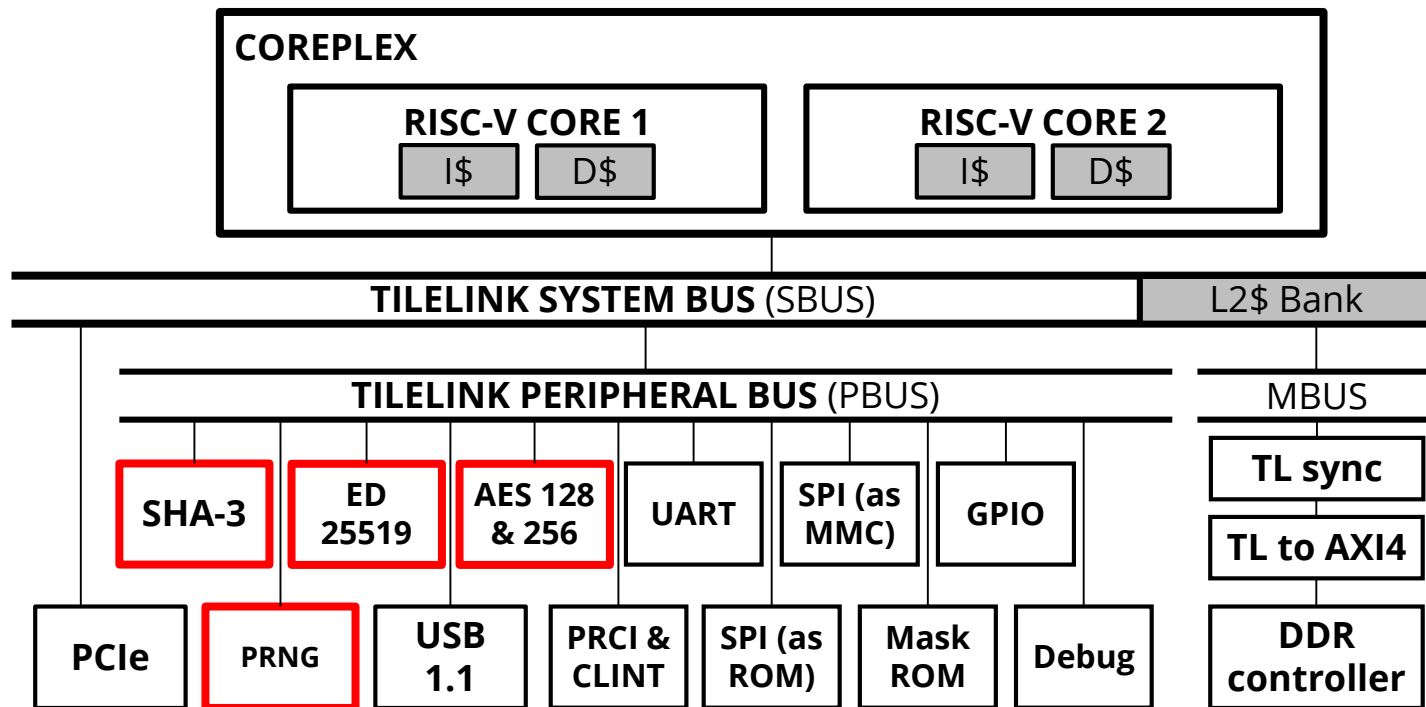 COREPLEX
RISC-V CORE 1
I$
D$
RISC-V CORE 2
I$
D$
TILELINK SYSTEM BUS (SBUS)
L2$ Bank
TILELINK PERIPHERAL BUS (PBUS)
MBUS
SHA-3
ED
25519
AES 128
& 256
UART
SPI (as
MMC)
GPIO
TL sync
TL to AXI4
PCIe
PRNG
USB
1.1
PRCI &
CLINT
SPI (as
ROM)
Mask
ROM
Debug
DDR
controller